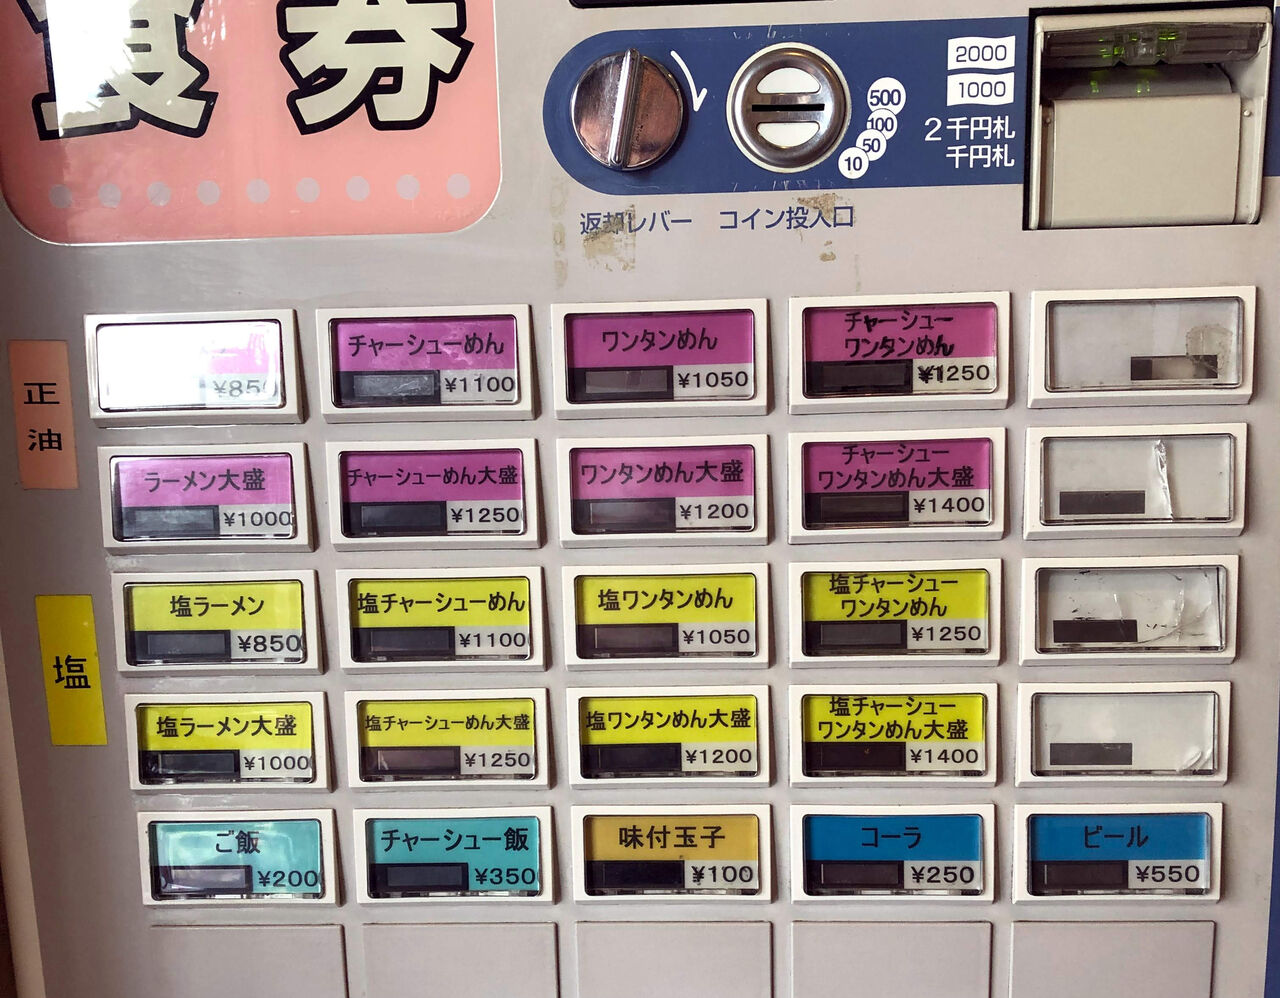 食券
2000
1000
2千円札
千円札
500
100
50
10
返却レバー
コイン投入口
正
油
¥850
チャーシューめん
¥1100
ワンタンめん
¥1050
チャーシュー
ワンタンめん
¥1250
ラーメン大盛
¥1000
チャーシューめん大盛
¥1250
ワンタンめん大盛
¥1200
チャーシュー
ワンタンめん大盛
¥1400
塩
塩ラーメン
¥850
塩チャーシューめん
¥1100
塩ワンタンめん
¥1050
塩チャーシュー
ワンタンめん
¥1250
塩ラーメン大盛
¥1000
塩チャーシューめん大盛
¥1250
塩ワンタンめん大盛
¥1200
塩チャーシュー
ワンタンめん大盛
¥1400
ご飯
¥200
チャーシュー飯
¥350
味付玉子
¥100
コーラ
¥250
ビール
¥550